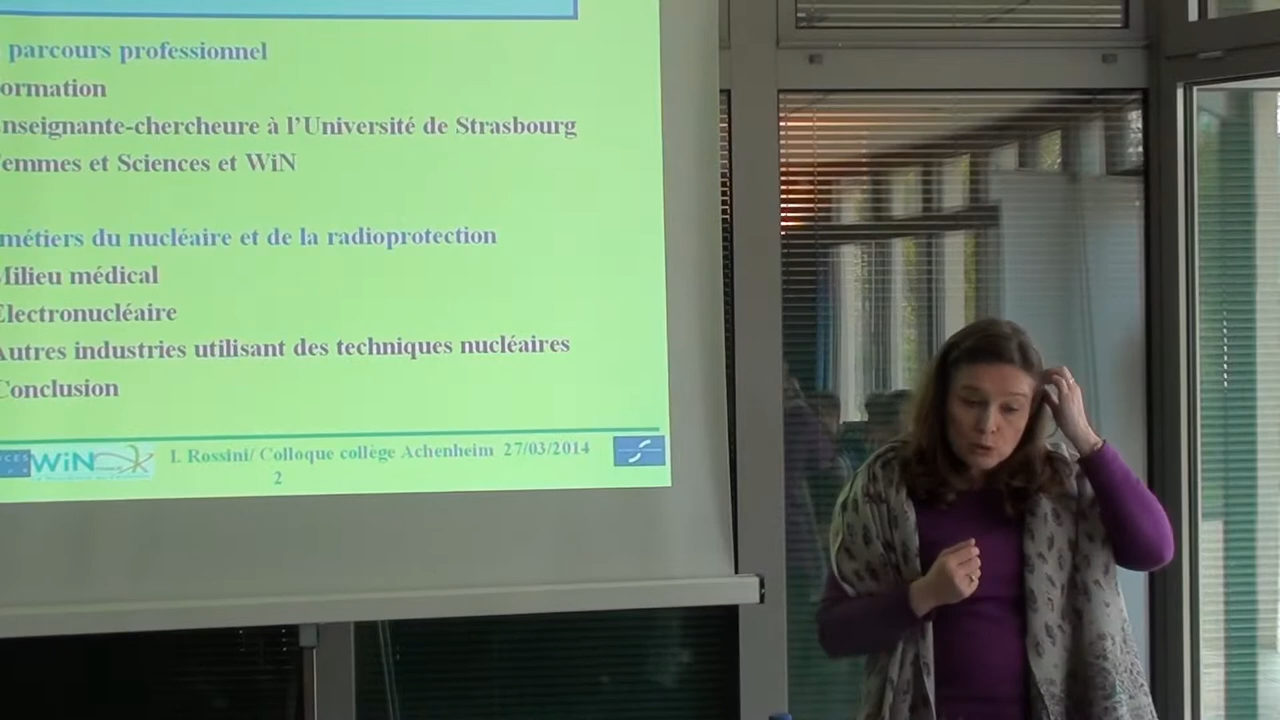 parcours professionnel
ormation
nseignante-chercheure à l'Université de Strasbourg
emmes et Sciences et WiN
métiers du nucléaire et de la radioprotection
Milieu médical
Electronucléaire
Autres industries utilisant des techniques nucléaires
Conclusion
CES WiN I. Rossini/ Colloque collège Achenheim 27/03/2014
2